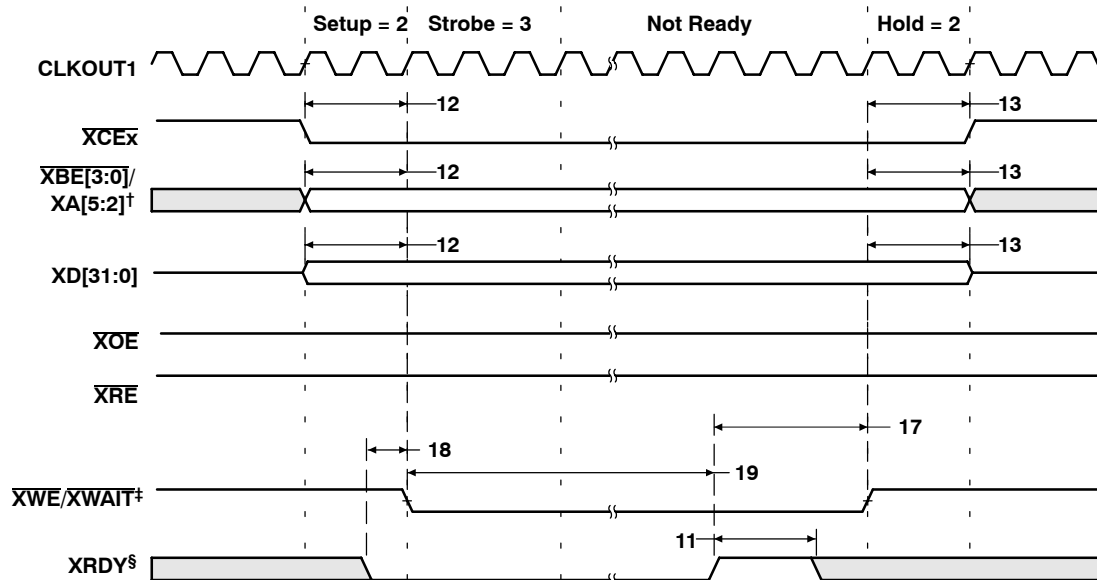 Setup = 2 Strobe = 3 Not Ready Hold = 2
CLKOUT1
12 13
XCEx
XBE[3:0]/
12 13
XA[5:2]†
12 13
XD[31:0]
XOE
XRE
17
18
19
XWE/XWAIT‡
11
XRDY§